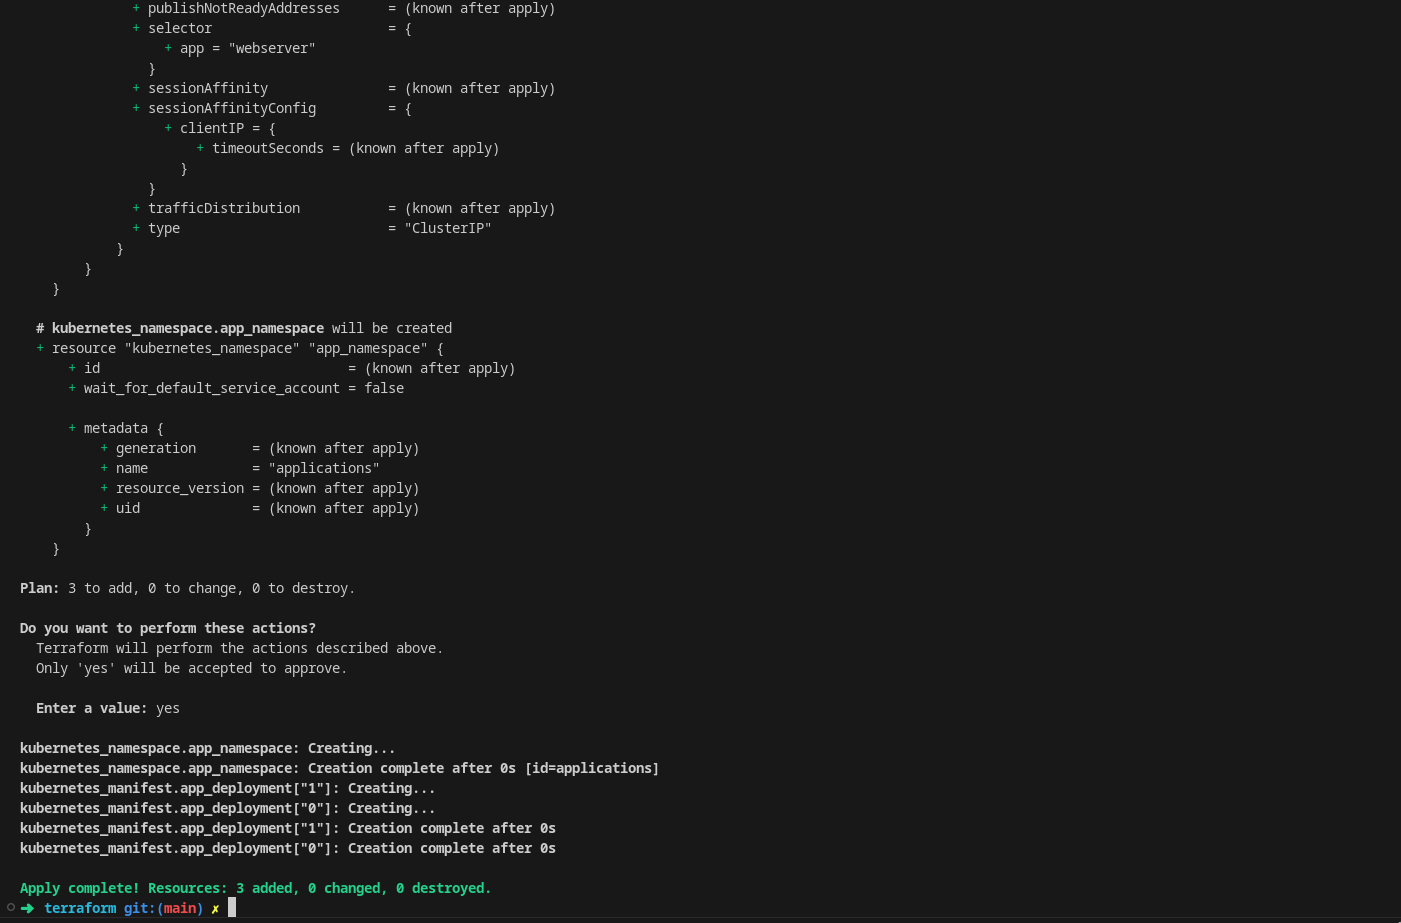 + publishNotReadyAddresses      = (known after apply)
+ selector                      = {
+ app = "webserver"
}
+ sessionAffinity               = (known after apply)
+ sessionAffinityConfig         = {
+ clientIP = {
+ timeoutSeconds = (known after apply)
}
}
+ trafficDistribution           = (known after apply)
+ type                          = "ClusterIP"
}
}
}
# kubernetes_namespace.app_namespace will be created
+ resource "kubernetes_namespace" "app_namespace" {
+ id                               = (known after apply)
+ wait_for_default_service_account = false
+ metadata {
+ generation       = (known after apply)
+ name             = "applications"
+ resource_version = (known after apply)
+ uid              = (known after apply)
}
}
Plan: 3 to add, 0 to change, 0 to destroy.
Do you want to perform these actions?
Terraform will perform the actions described above.
Only 'yes' will be accepted to approve.
Enter a value: yes
kubernetes_namespace.app_namespace: Creating...
kubernetes_namespace.app_namespace: Creation complete after 0s [id=applications]
kubernetes_manifest.app_deployment["1"]: Creating...
kubernetes_manifest.app_deployment["0"]: Creating...
kubernetes_manifest.app_deployment["1"]: Creation complete after 0s
kubernetes_manifest.app_deployment["0"]: Creation complete after 0s
Apply complete! Resources: 3 added, 0 changed, 0 destroyed.
➜ terraform git:(main) ✗